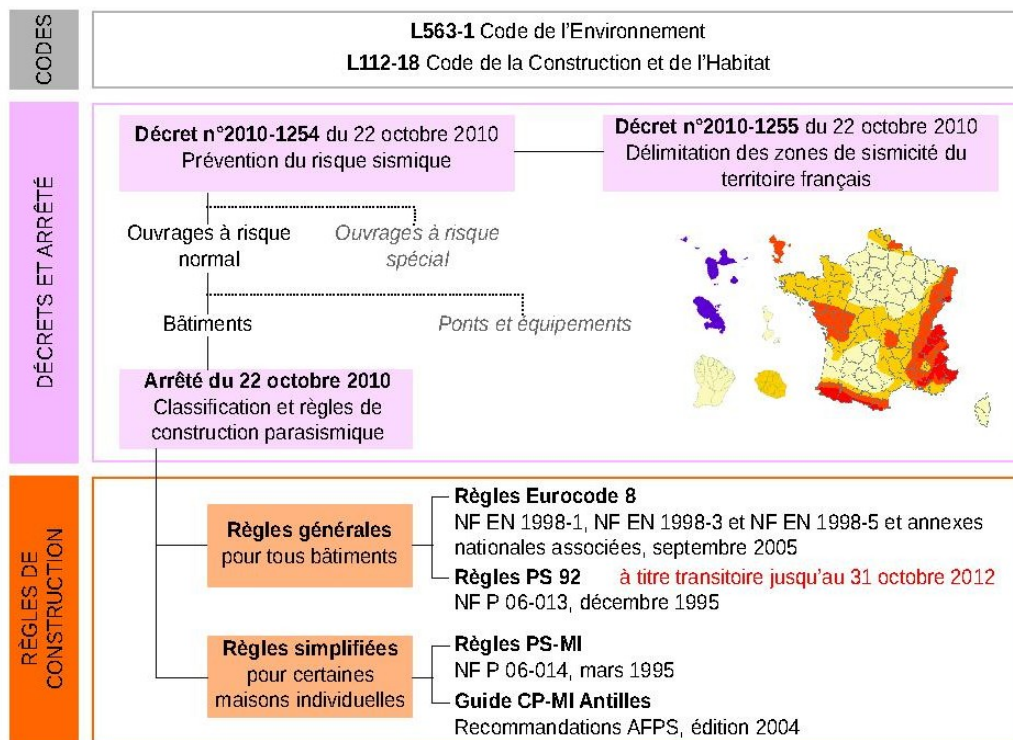 CODES
L563-1 Code de l'Environnement
L112-18 Code de la Construction et de l'Habitat
DÉCRETS ET ARRÊTÉ
Décret n°2010-1254 du 22 octobre 2010
Prévention du risque sismique
Décret n°2010-1255 du 22 octobre 2010
Délimitation des zones de sismicité du
territoire français
Ouvrages à risque
normal
Ouvrages à risque
spécial
Bâtiments
Ponts et équipements
Arrêté du 22 octobre 2010
Classification et règles de
construction parasismique
RÈGLES DE
CONSTRUCTION
Règles générales
pour tous bâtiments
Règles Eurocode 8
NF EN 1998-1, NF EN 1998-3 et NF EN 1998-5 et annexes
nationales associées, septembre 2005
Règles PS 92 à titre transitoire jusqu'au 31 octobre 2012
NF P 06-013, décembre 1995
Règles simplifiées
pour certaines
maisons individuelles
Règles PS-MI
NF P 06-014, mars 1995
Guide CP-MI Antilles
Recommandations AFPS, édition 2004